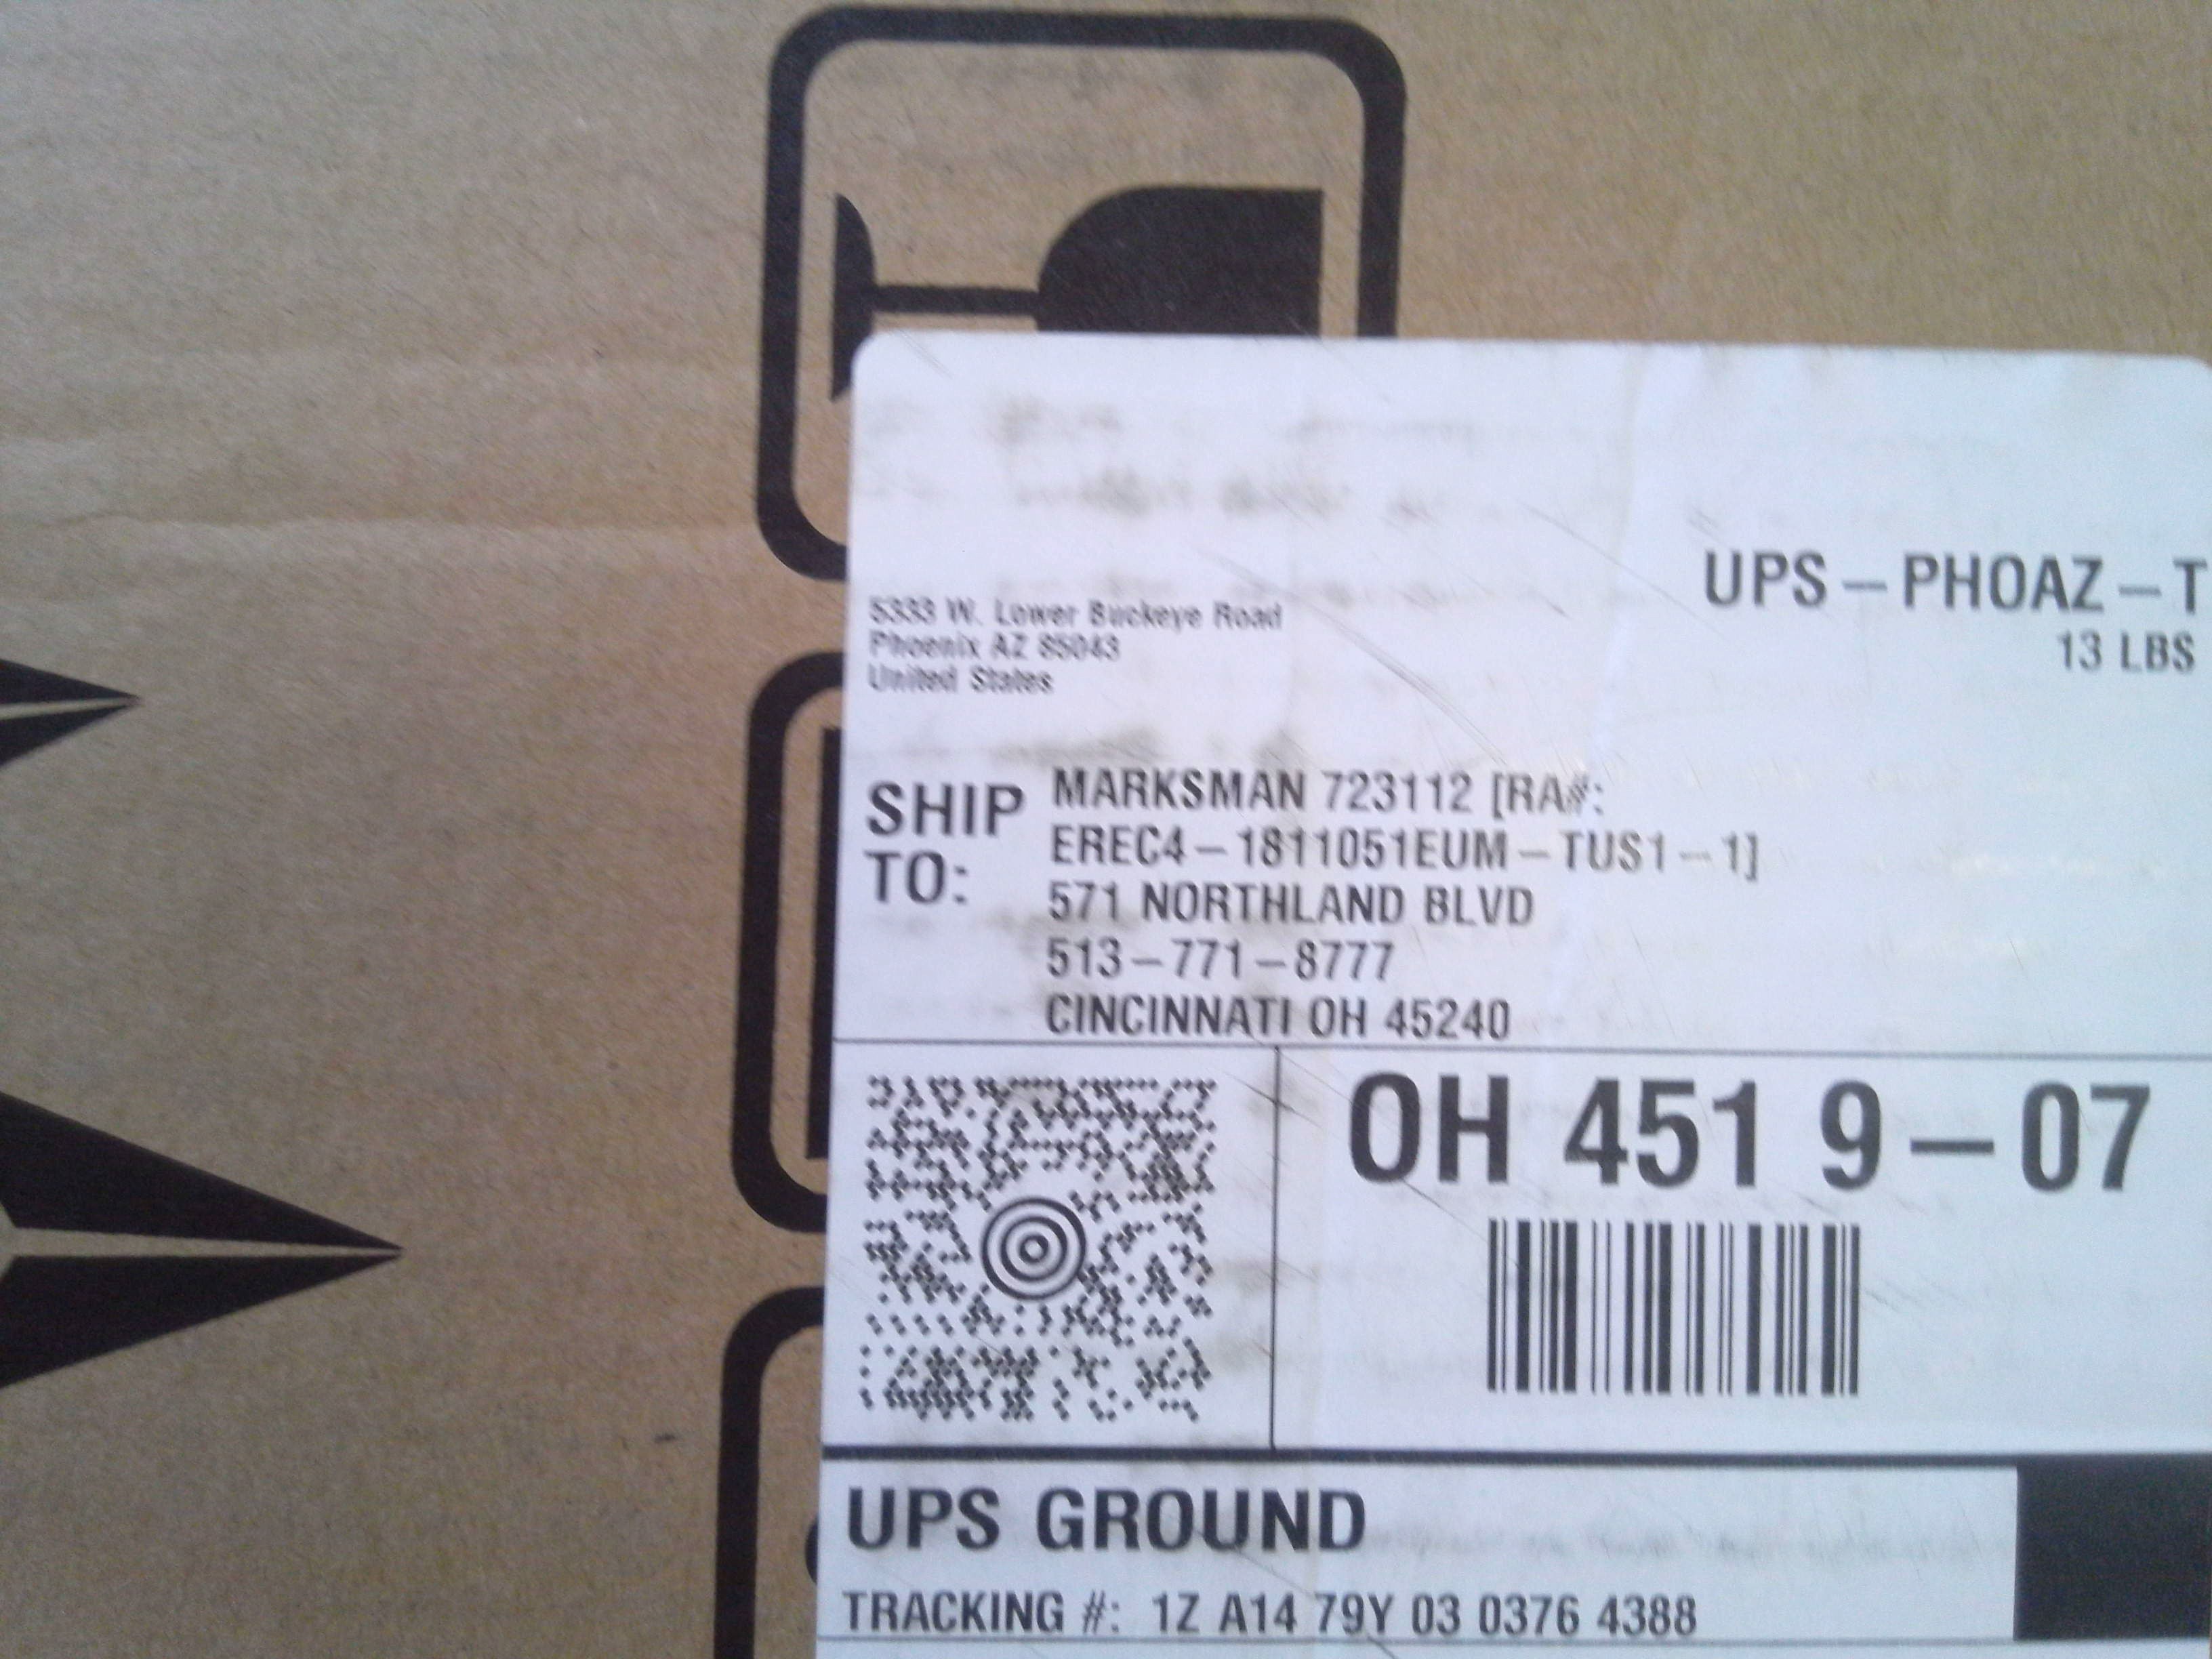 5333 W. Lower Buckeye Road
Phoenix AZ 85043
United States
UPS – PHOAZ – T
13 LBS
SHIP TO:
MARKSMAN 723112 [RA#:
EREC4 – 1811051EUM – TUS1 – 1]
571 NORTHLAND BLVD
513 – 771 – 8777
CINCINNATI OH 45240
OH 451 9 – 07
UPS GROUND
TRACKING #: 1Z A14 79Y 03 0376 4388